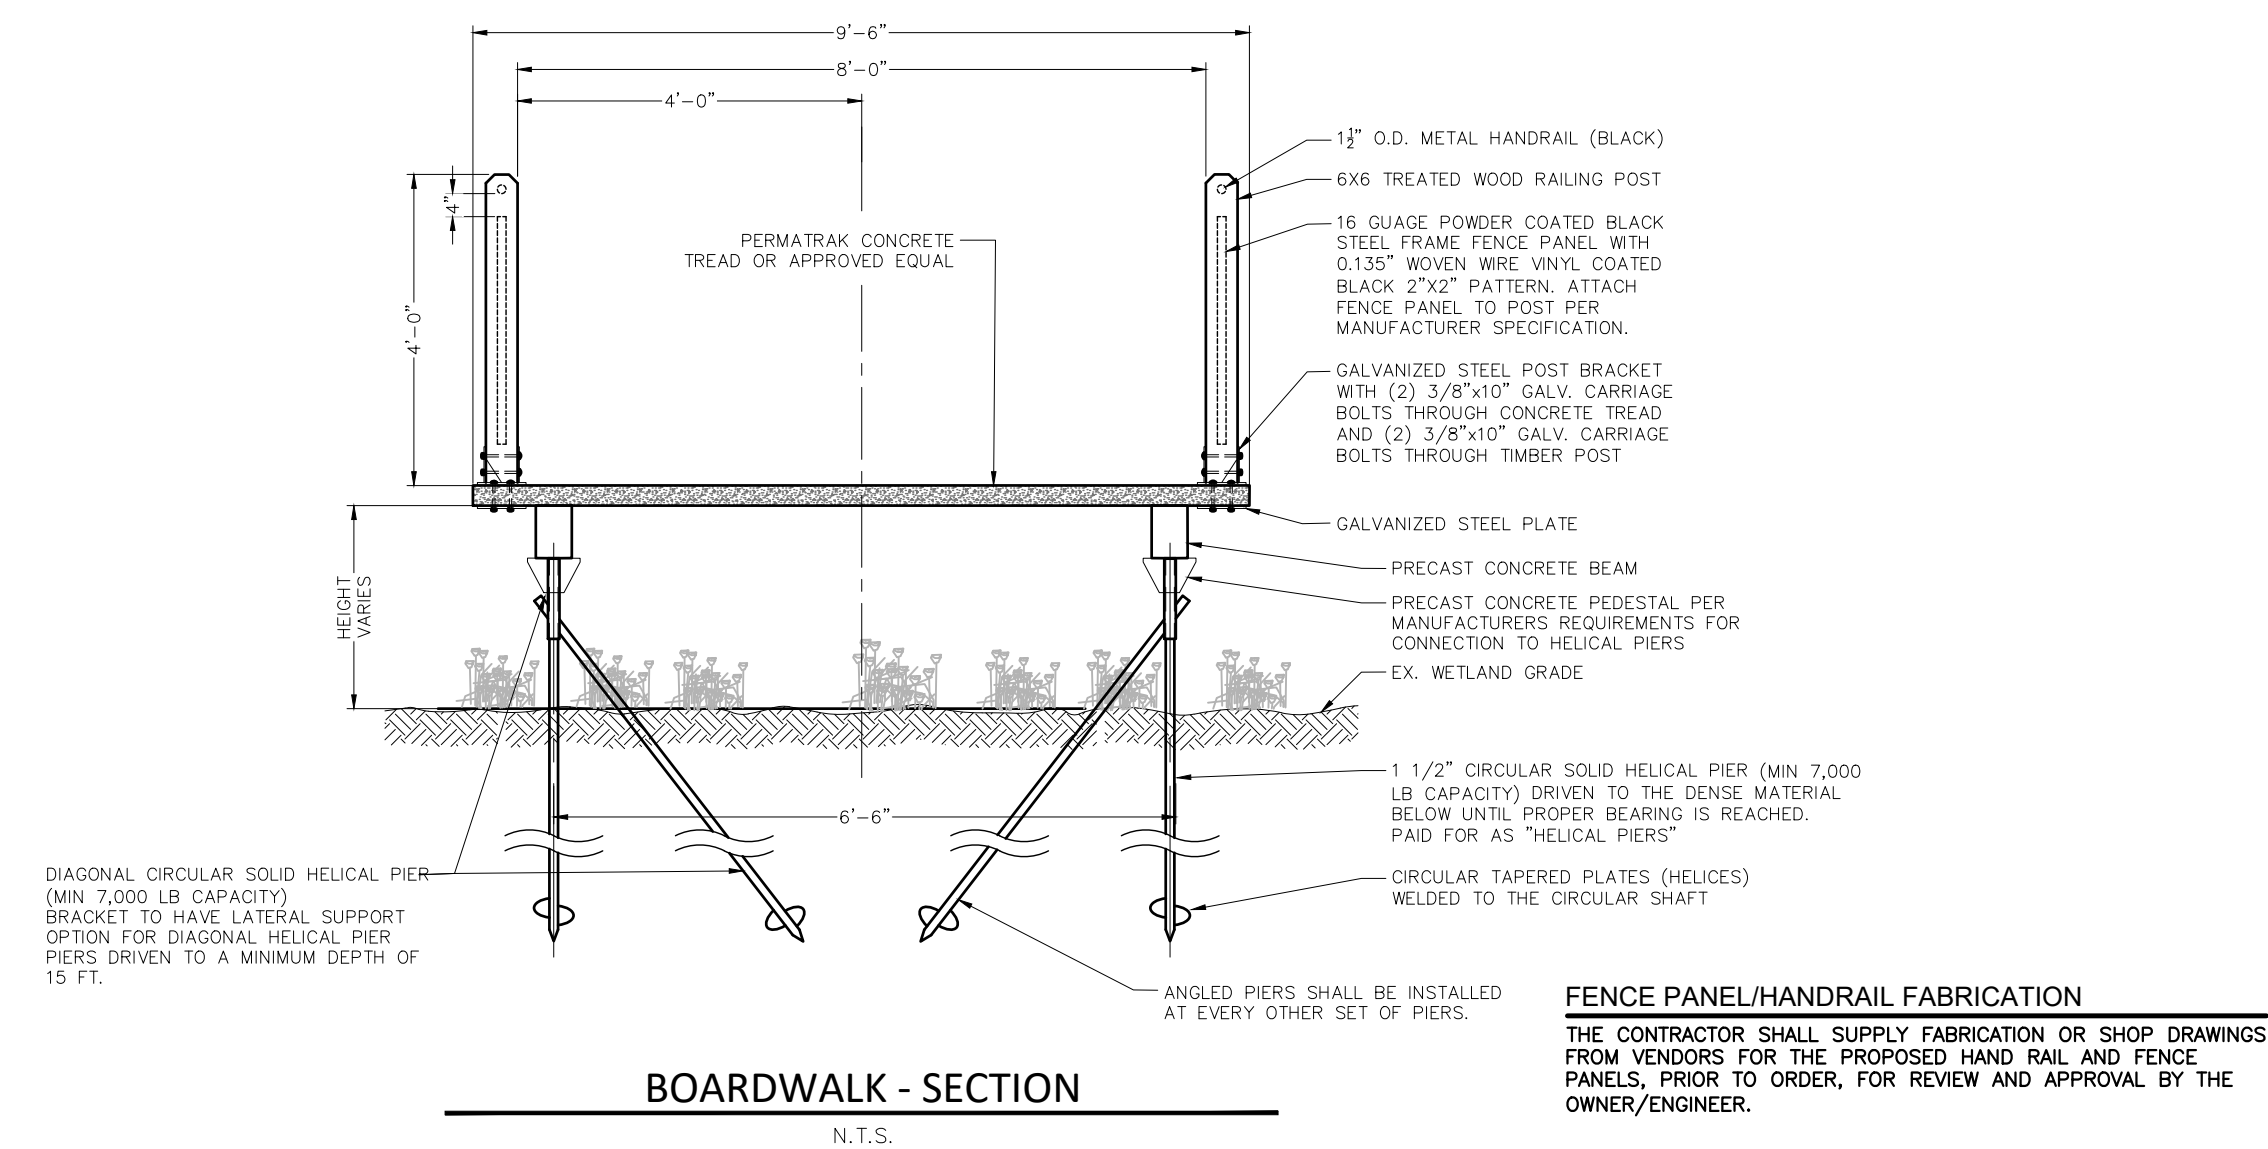 9'-6"
8'-0"
4'-0"
1½" O.D. METAL HANDRAIL (BLACK)
6X6 TREATED WOOD RAILING POST
4"
16 GUAGE POWDER COATED BLACK
STEEL FRAME FENCE PANEL WITH
0.135" WOVEN WIRE VINYL COATED
BLACK 2"X2" PATTERN. ATTACH
FENCE PANEL TO POST PER
MANUFACTURER SPECIFICATION.
PERMATRAK CONCRETE
TREAD OR APPROVED EQUAL
4'-0"
GALVANIZED STEEL POST BRACKET
WITH (2) 3/8"x10" GALV. CARRIAGE
BOLTS THROUGH CONCRETE TREAD
AND (2) 3/8"x10" GALV. CARRIAGE
BOLTS THROUGH TIMBER POST
GALVANIZED STEEL PLATE
PRECAST CONCRETE BEAM
HEIGHT
VARIES
PRECAST CONCRETE PEDESTAL PER
MANUFACTURERS REQUIREMENTS FOR
CONNECTION TO HELICAL PIERS
EX. WETLAND GRADE
1 1/2" CIRCULAR SOLID HELICAL PIER (MIN 7,000
LB CAPACITY) DRIVEN TO THE DENSE MATERIAL
BELOW UNTIL PROPER BEARING IS REACHED.
PAID FOR AS "HELICAL PIERS"
6'-6"
DIAGONAL CIRCULAR SOLID HELICAL PIER
(MIN 7,000 LB CAPACITY)
BRACKET TO HAVE LATERAL SUPPORT
OPTION FOR DIAGONAL HELICAL PIER
PIERS DRIVEN TO A MINIMUM DEPTH OF
15 FT.
CIRCULAR TAPERED PLATES (HELICES)
WELDED TO THE CIRCULAR SHAFT
ANGLED PIERS SHALL BE INSTALLED
AT EVERY OTHER SET OF PIERS.
FENCE PANEL/HANDRAIL FABRICATION
THE CONTRACTOR SHALL SUPPLY FABRICATION OR SHOP DRAWINGS
FROM VENDORS FOR THE PROPOSED HAND RAIL AND FENCE
PANELS, PRIOR TO ORDER, FOR REVIEW AND APPROVAL BY THE
OWNER/ENGINEER.
BOARDWALK - SECTION
N.T.S.